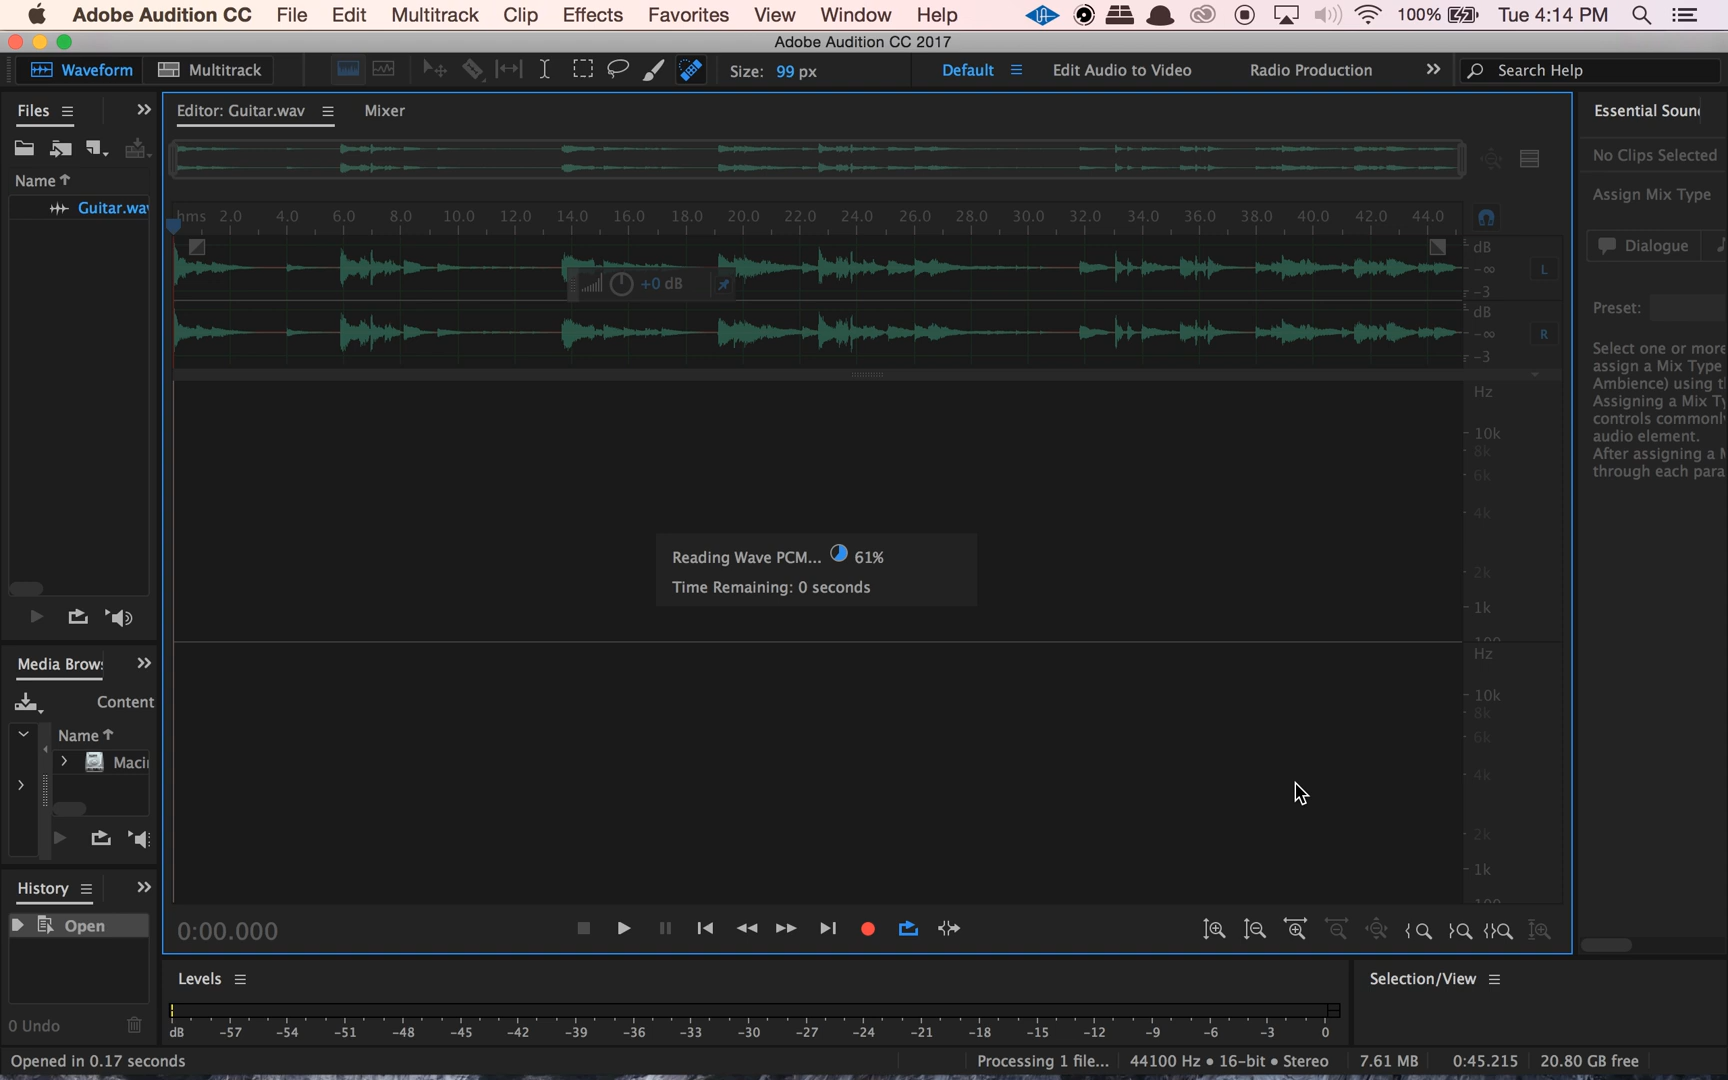 Adobe Audition CC File Edit Multitrack Clip Effects Favorites View Window Help 100% Tue 4:14 PM
Adobe Audition CC 2017
Waveform Multitrack Size: 99 px Default Edit Audio to Video Radio Production Search Help
Files Editor: Guitar.wav Mixer Essential Soun
No Clips Selected
Name Assign Mix Type
Guitar.wav
hms 2.0 4.0 6.0 8.0 10.0 12.0 14.0 16.0 18.0 20.0 22.0 24.0 26.0 28.0 30.0 32.0 34.0 36.0 38.0 40.0 42.0 44.0
dB Dialogue
-∞ L
+0 dB
-3
dB Preset:
-∞ R
-3
Select one or more
assign a Mix Type
Ambience) using t
Assigning a Mix Ty
controls commonl
audio element.
After assigning a M
through each para
Hz
10k
8k
6k
4k
Reading Wave PCM... 61%
Time Remaining: 0 seconds
2k
1k
100
Hz
Media Brows
Content
10k
8k
Name
6k
Macin
4k
2k
1k
100
History
Open
0:00.000
Levels Selection/View
dB -57 -54 -51 -48 -45 -42 -39 -36 -33 -30 -27 -24 -21 -18 -15 -12 -9 -6 -3 0
0 Undo
Opened in 0.17 seconds Processing 1 file... 44100 Hz • 16-bit • Stereo 7.61 MB 0:45.215 20.80 GB free